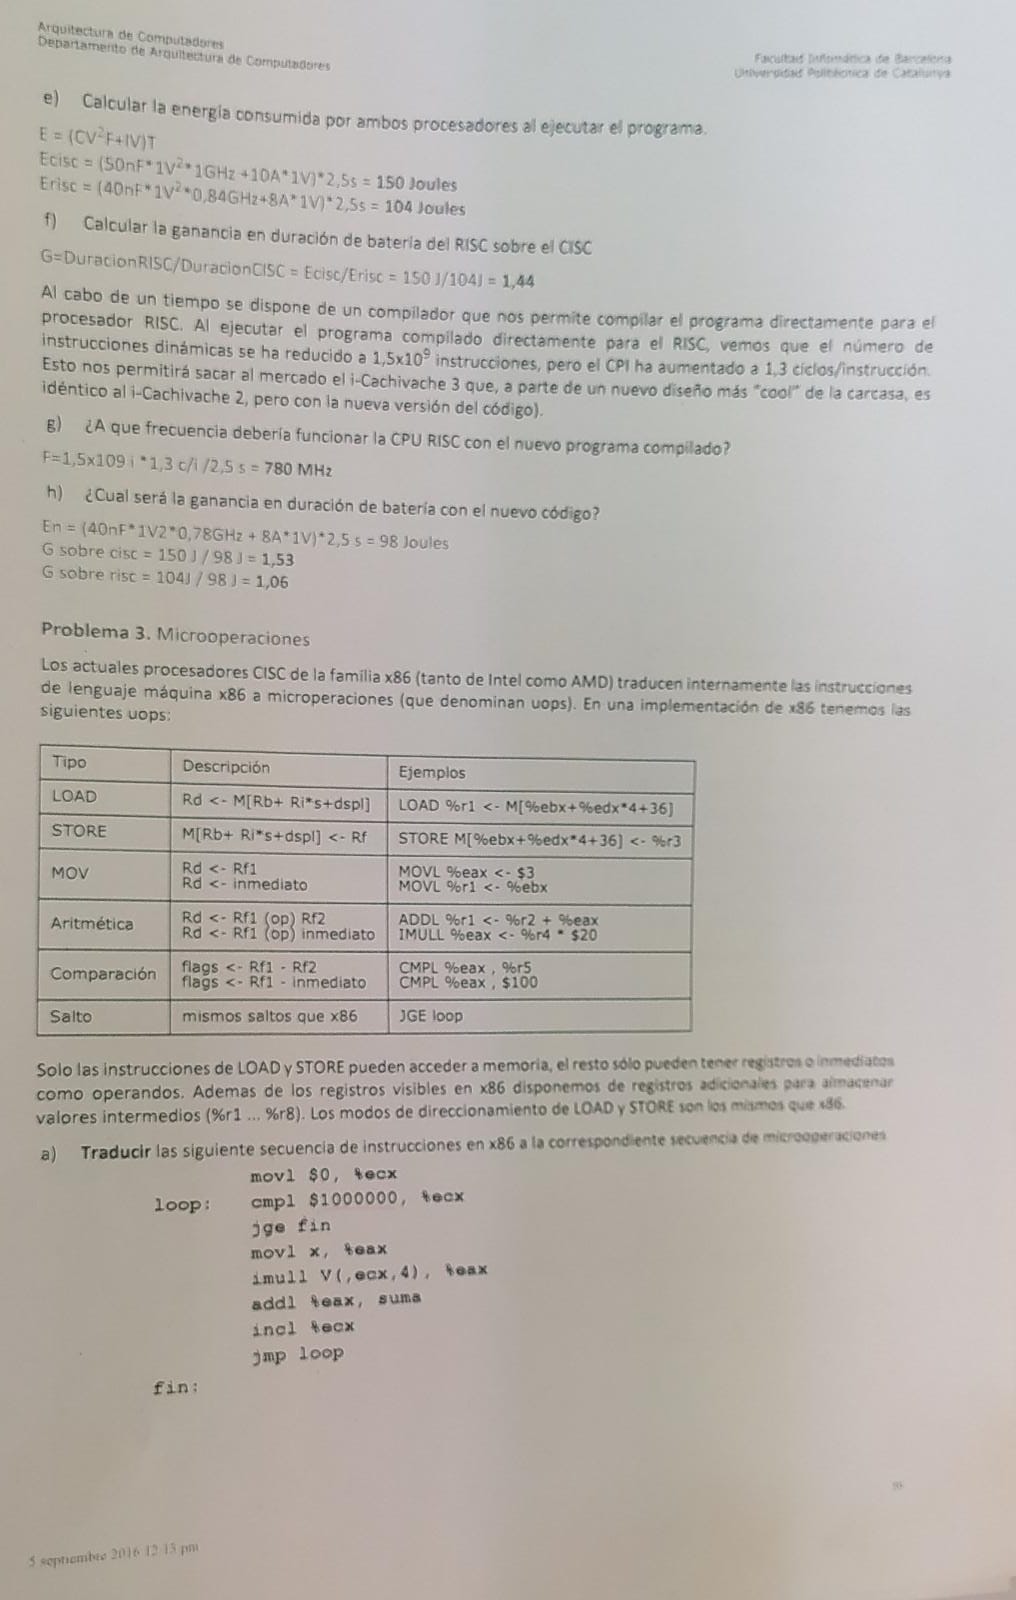 Arquitectura de Computadores
Departamento de Arquitectura de Computadores
Facultad Informática de Barcelona
Universidad Politécnica de Catalunya
e) Calcular la energía consumida por ambos procesadores al ejecutar el programa.
E = (CV²F+IV)T
Ecisc = (50nF*1V²*1GHz +10A*1V)*2,5s = 150 Joules
Erisc = (40nF*1V²*0,84GHz+8A*1V)*2,5s = 104 Joules
f) Calcular la ganancia en duración de batería del RISC sobre el CISC
G=DuracionRISC/DuracionCISC = Ecisc/Erisc = 150 J/104J = 1,44
Al cabo de un tiempo se dispone de un compilador que nos permite compilar el programa directamente para el
procesador RISC. Al ejecutar el programa compilado directamente para el RISC, vemos que el número de
instrucciones dinámicas se ha reducido a 1,5x10⁹ instrucciones, pero el CPI ha aumentado a 1,3 ciclos/instrucción.
Esto nos permitirá sacar al mercado el i-Cachivache 3 que, a parte de un nuevo diseño más "cool" de la carcasa, es
idéntico al i-Cachivache 2, pero con la nueva versión del código).
g) ¿A que frecuencia debería funcionar la CPU RISC con el nuevo programa compilado?
F=1,5x109 i *1,3 c/i /2,5 s = 780 MHz
h) ¿Cual será la ganancia en duración de batería con el nuevo código?
En = (40nF*1V2*0,78GHz + 8A*1V)*2,5 s = 98 Joules
G sobre cisc = 150 J / 98 J = 1,53
G sobre risc = 104J / 98 J = 1,06
Problema 3. Microoperaciones
Los actuales procesadores CISC de la familia x86 (tanto de Intel como AMD) traducen internamente las instrucciones
de lenguaje máquina x86 a microperaciones (que denominan uops). En una implementación de x86 tenemos las
siguientes uops:
Tipo Descripción Ejemplos
LOAD Rd <- M[Rb+ Ri*s+dspl] LOAD %r1 <- M[%ebx+%edx*4+36]
STORE M[Rb+ Ri*s+dspl] <- Rf STORE M[%ebx+%edx*4+36] <- %r3
MOV Rd <- Rf1 MOVL %eax <- $3
Rd <- inmediato MOVL %r1 <- %ebx
Aritmética Rd <- Rf1 (op) Rf2 ADDL %r1 <- %r2 + %eax
Rd <- Rf1 (op) inmediato IMULL %eax <- %r4 * $20
Comparación flags <- Rf1 - Rf2 CMPL %eax , %r5
flags <- Rf1 - inmediato CMPL %eax , $100
Salto mismos saltos que x86 JGE loop
Solo las instrucciones de LOAD y STORE pueden acceder a memoria, el resto sólo pueden tener registros o inmediatos
como operandos. Ademas de los registros visibles en x86 disponemos de registros adicionales para almacenar
valores intermedios (%r1 ... %r8). Los modos de direccionamiento de LOAD y STORE son los mismos que x86.
a) Traducir las siguiente secuencia de instrucciones en x86 a la correspondiente secuencia de microoperaciones
movl $0, %ecx
loop: cmpl $1000000, %ecx
jge fin
movl x, %eax
imull V(,ecx,4), %eax
addl %eax, suma
incl %ecx
jmp loop
fin:
5 septiembre 2016 12:13 pm